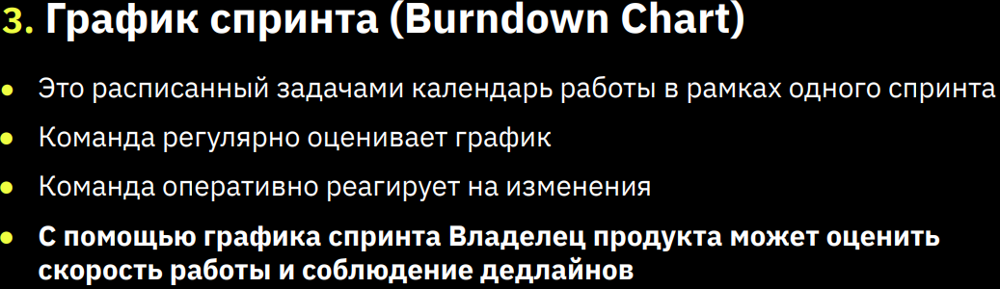 3. График спринта (Burndown Chart)
• Это расписанный задачами календарь работы в рамках одного спринта
• Команда регулярно оценивает график
• Команда оперативно реагирует на изменения
• С помощью графика спринта Владелец продукта может оценить
скорость работы и соблюдение дедлайнов